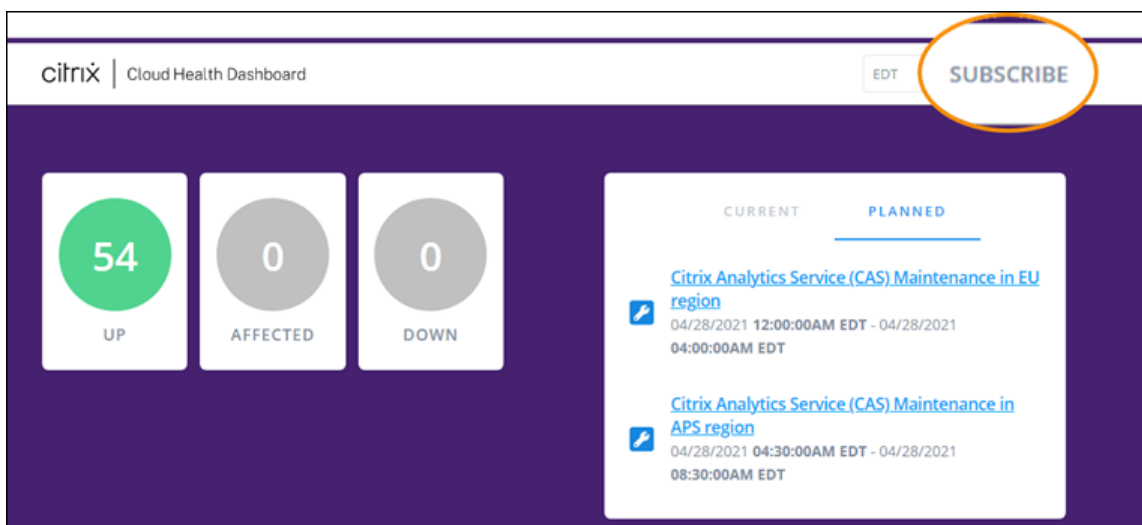 citrix | Cloud Health Dashboard
EDT
SUBSCRIBE
54
UP
0
AFFECTED
0
DOWN
CURRENT
PLANNED
Citrix Analytics Service (CAS) Maintenance in EU
region
04/28/2021 12:00:00AM EDT - 04/28/2021
04:00:00AM EDT
Citrix Analytics Service (CAS) Maintenance in
APS region
04/28/2021 04:30:00AM EDT - 04/28/2021
08:30:00AM EDT